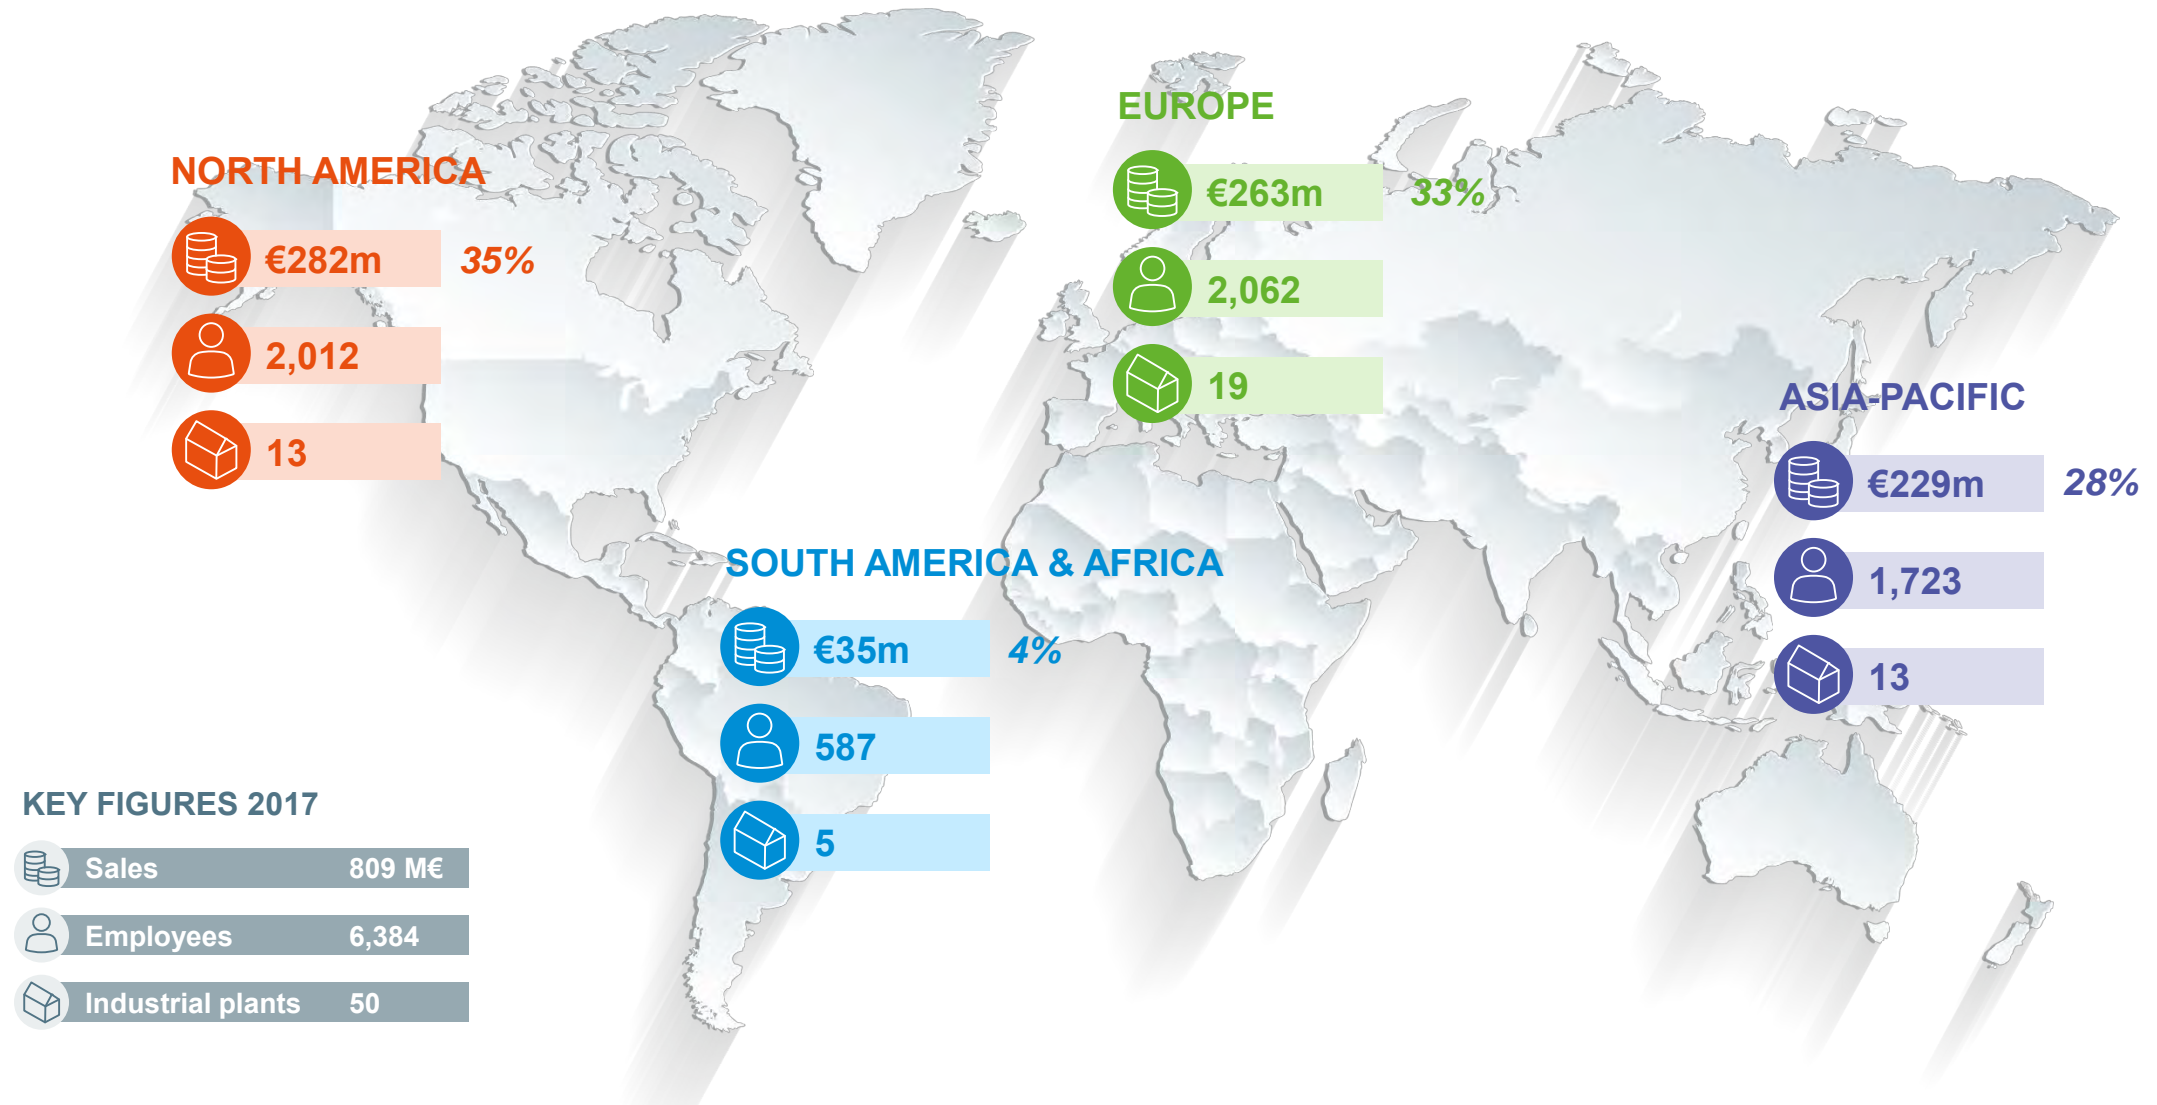 NORTH AMERICA
€282m 35%
2,012
13
EUROPE
€263m 33%
2,062
19
ASIA-PACIFIC
€229m 28%
1,723
13
SOUTH AMERICA & AFRICA
€35m 4%
587
5
KEY FIGURES 2017
Sales 809 M€
Employees 6,384
Industrial plants 50